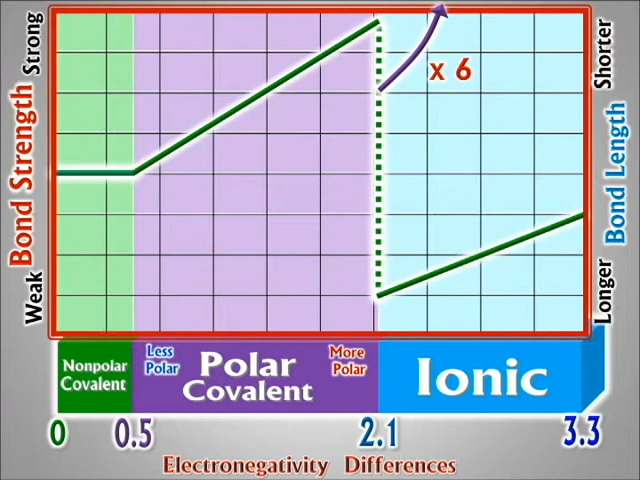 Strong
Bond Strength
Weak
x 6
Shorter
Bond Length
Longer
Nonpolar
Covalent
Less
Polar
Polar
Covalent
More
Polar
Ionic
0
0.5
2.1
3.3
Electronegativity Differences